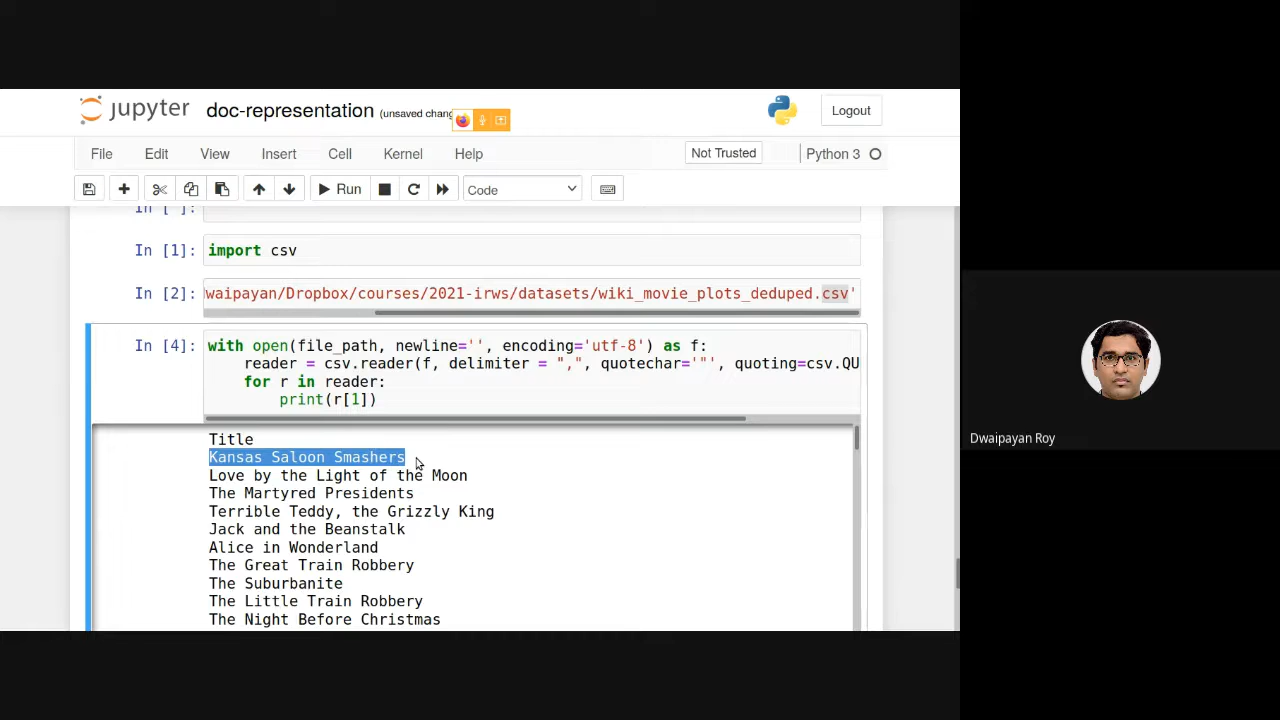 jupyter doc-representation (unsaved chang
Logout
File Edit View Insert Cell Kernel Help
Not Trusted
Python 3
Run
Code
In [ ]:
In [1]: import csv
In [2]: waipayan/Dropbox/courses/2021-irws/datasets/wiki_movie_plots_deduped.csv'
In [4]: with open(file_path, newline='', encoding='utf-8') as f:
reader = csv.reader(f, delimiter = ",", quotechar='"', quoting=csv.QU
for r in reader:
print(r[1])
Title
Kansas Saloon Smashers
Love by the Light of the Moon
The Martyred Presidents
Terrible Teddy, the Grizzly King
Jack and the Beanstalk
Alice in Wonderland
The Great Train Robbery
The Suburbanite
The Little Train Robbery
The Night Before Christmas
Dwaipayan Roy